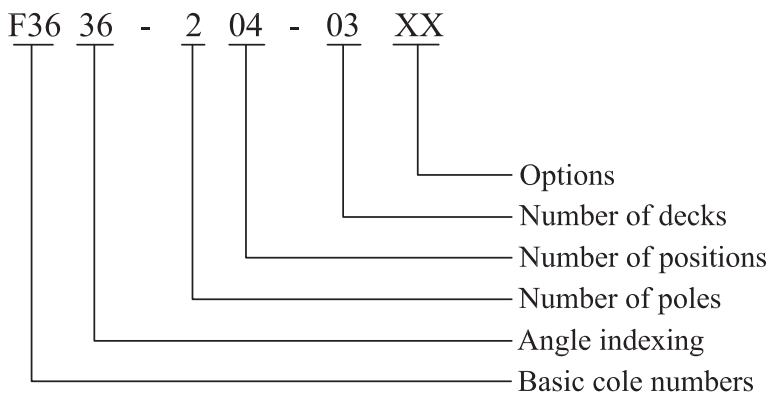 F36 36 - 2 04 - 03 XX
Options
Number of decks
Number of positions
Number of poles
Angle indexing
Basic cole numbers